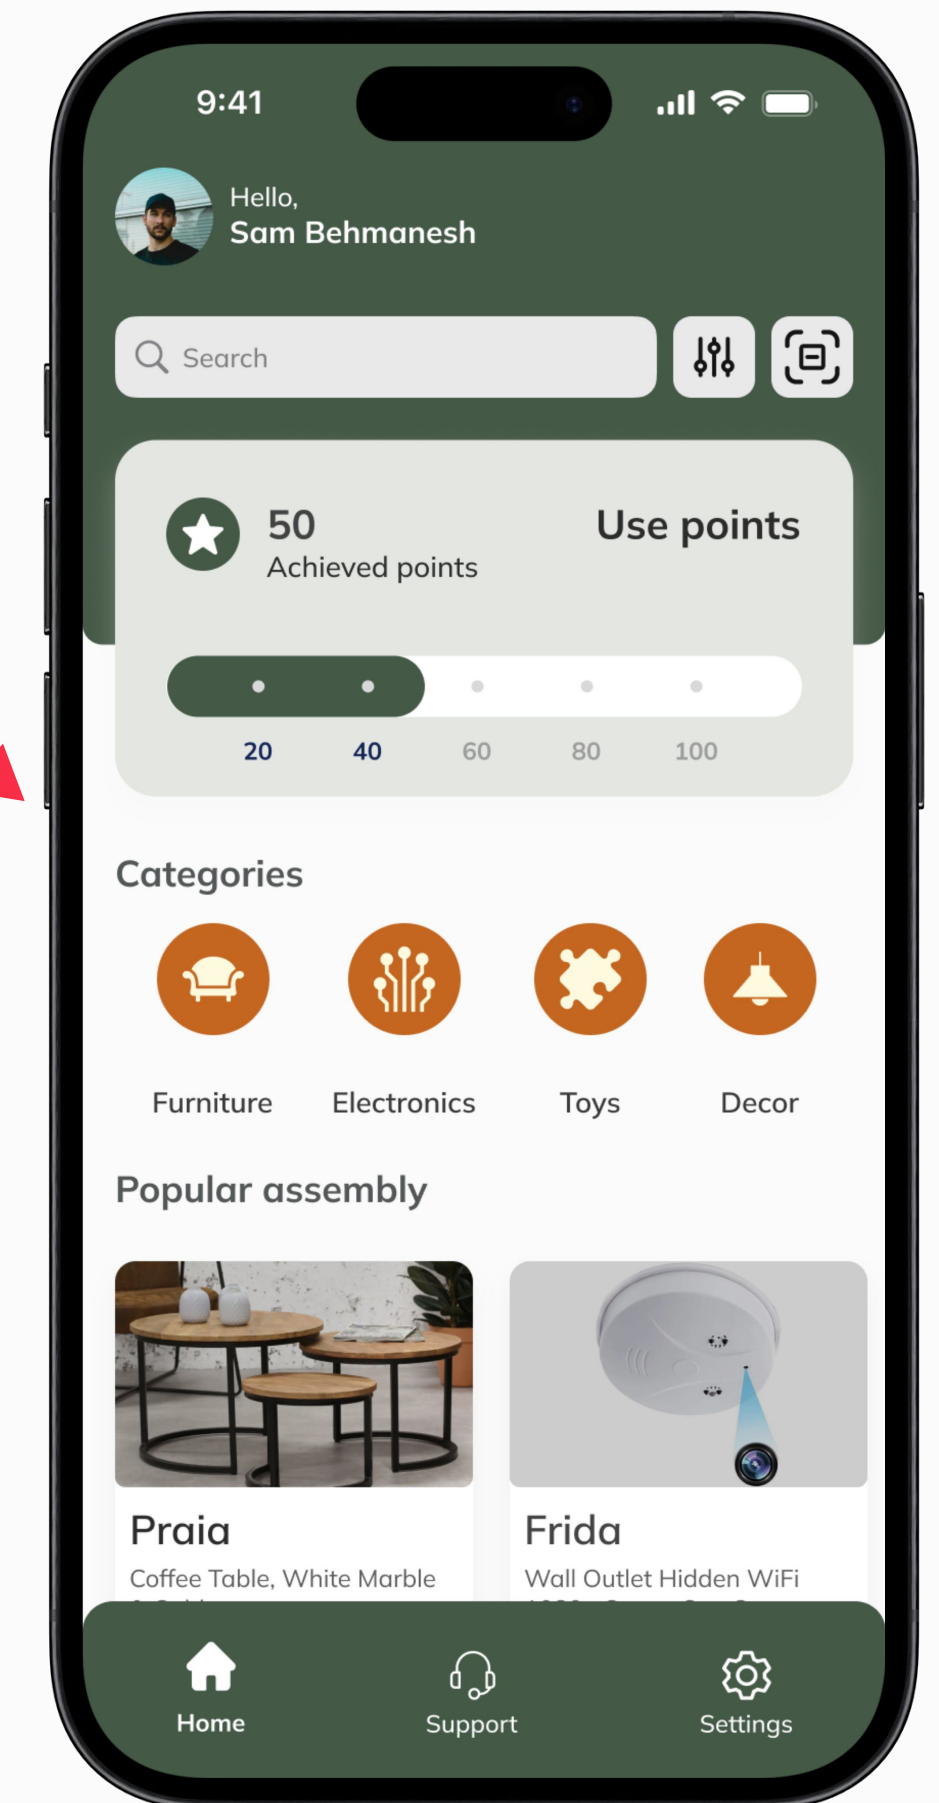 9:41
Hello,
Sam Behmanesh
Search
50
Use points
Achieved points
20 40 60 80 100
Categories
Furniture Electronics Toys Decor
Popular assembly
Praia
Frida
Coffee Table, White Marble
Wall Outlet Hidden WiFi
Home Support Settings